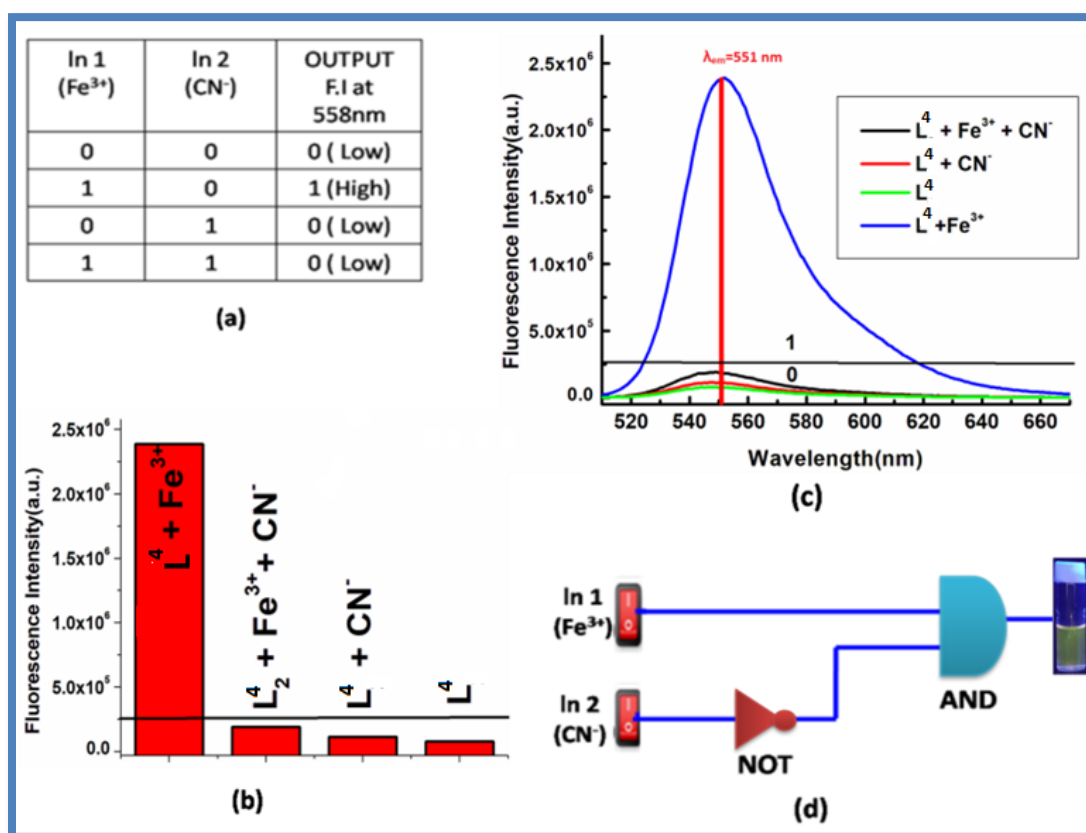 In 1 (Fe³⁺) In 2 (CN⁻) OUTPUT F.I at 558nm
0 0 0 ( Low)
1 0 1 (High)
0 1 0 (Low)
1 1 0 ( Low)
(a)
Fluorescence Intensity(a.u.)
2.5x10⁶
2.0x10⁶
1.5x10⁶
1.0x10⁶
5.0x10⁵
0.0
L⁴ + Fe³⁺
L⁴₂ + Fe³⁺ + CN⁻
L⁴ + CN⁻
L⁴
(b)
λem=551 nm
Fluorescence Intensity(a.u.)
2.5x10⁶
2.0x10⁶
1.5x10⁶
1.0x10⁶
5.0x10⁵
0.0
L⁴ + Fe³⁺ + CN⁻
L⁴ + CN⁻
L⁴
L⁴ +Fe³⁺
1
0
520 540 560 580 600 620 640 660
Wavelength(nm)
(c)
In 1
(Fe³⁺)
In 2
(CN⁻)
NOT
AND
(d)